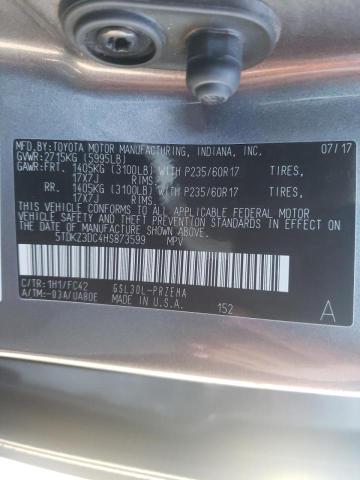 MFD.BY:TOYOTA MOTOR MANUFACTURING, INDIANA, INC. 07/17
GVWR:2715KG (5995LB)
GAWR:FRT. 1405KG (3100LB) WITH P235/60R17 TIRES,
17X7J RIMS
RR. 1405KG (3100LB) WITH P235/60R17 TIRES,
17X7J RIMS
THIS VEHICLE CONFORMS TO ALL APPLICABLE FEDERAL MOTOR
VEHICLE SAFETY, BUMPER, AND THEFT PREVENTION STANDARDS
IN EFFECT ON THE DATE OF MANUFACTURE SHOWN ABOVE.
5TDKZ3DC4HS873599 MPV
C/TR:1H1/FC42 GSL30L-PRZEHA
A/TM:-03A/UA80E MADE IN U.S.A. 152 A